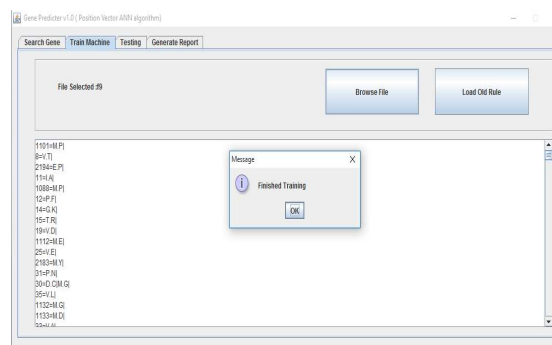 Gene Predicter v1.0 ( Position Vector ANN algorithm)
Search Gene Train Machine Testing Generate Report
File Selected :f9
Browse File
Load Old Rule
1101=M.P|
8=V.T|
2194=E.P|
11=I.A|
1088=M.P|
12=P.F|
14=G.K|
15=T.R|
19=V.D|
1112=M.E|
25=V.E|
2183=M.Y|
31=P.N|
30=D.C|M.G|
35=V.L|
1132=M.G|
1133=M.D|
Message X
Finished Training
OK